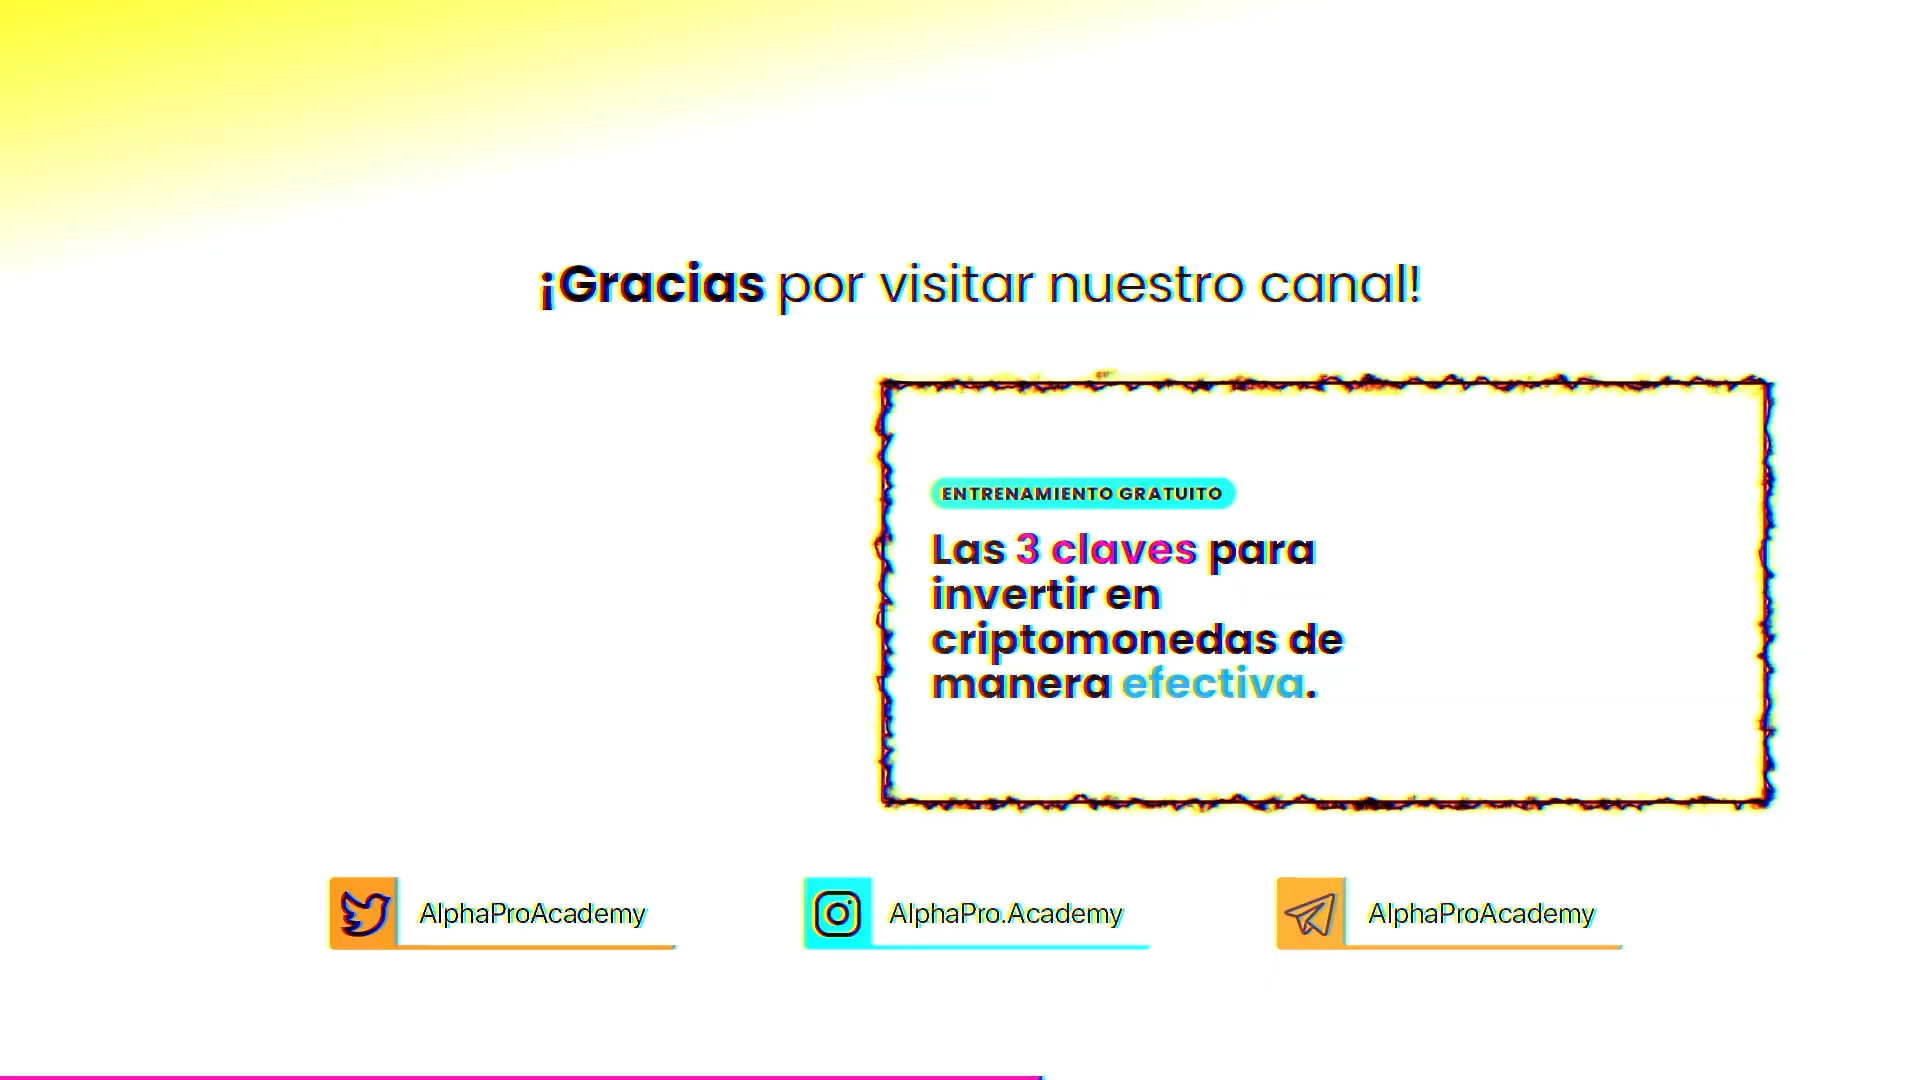 ¡Gracias por visitar nuestro canal!
ENTRENAMIENTO GRATUITO
Las 3 claves para
invertir en
criptomonedas de
manera efectiva.
AlphaProAcademy
AlphaPro.Academy
AlphaProAcademy